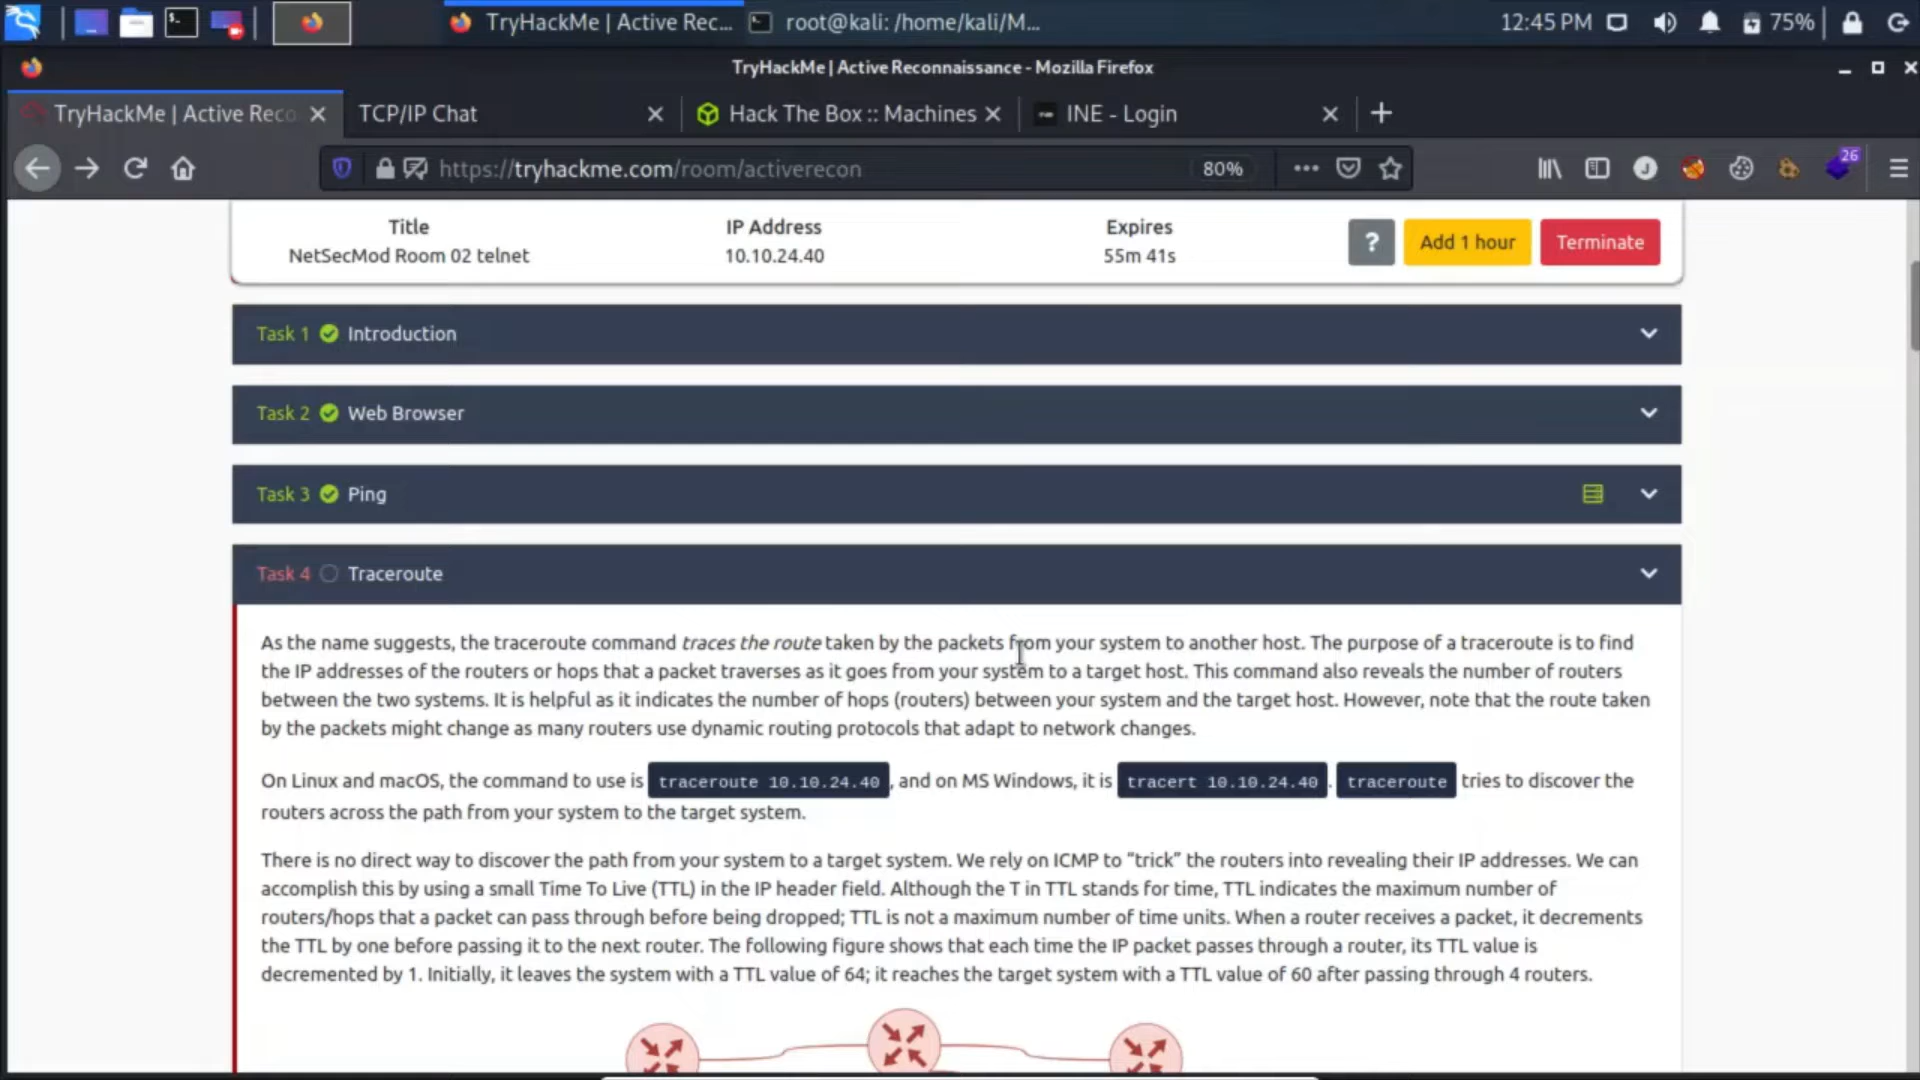 TryHackMe | Active Rec... root@kali: /home/kali/M... 12:45 PM 75%
TryHackMe | Active Reconnaissance - Mozilla Firefox
TryHackMe | Active Reco TCP/IP Chat Hack The Box :: Machines INE - Login
https://tryhackme.com/room/activerecon 80% J 26
Title IP Address Expires
NetSecMod Room 02 telnet 10.10.24.40 55m 41s ? Add 1 hour Terminate
Task 1 Introduction
Task 2 Web Browser
Task 3 Ping
Task 4 Traceroute
As the name suggests, the traceroute command traces the route taken by the packets from your system to another host. The purpose of a traceroute is to find
the IP addresses of the routers or hops that a packet traverses as it goes from your system to a target host. This command also reveals the number of routers
between the two systems. It is helpful as it indicates the number of hops (routers) between your system and the target host. However, note that the route taken
by the packets might change as many routers use dynamic routing protocols that adapt to network changes.
On Linux and macOS, the command to use is traceroute 10.10.24.40 , and on MS Windows, it is tracert 10.10.24.40 . traceroute tries to discover the
routers across the path from your system to the target system.
There is no direct way to discover the path from your system to a target system. We rely on ICMP to “trick” the routers into revealing their IP addresses. We can
accomplish this by using a small Time To Live (TTL) in the IP header field. Although the T in TTL stands for time, TTL indicates the maximum number of
routers/hops that a packet can pass through before being dropped; TTL is not a maximum number of time units. When a router receives a packet, it decrements
the TTL by one before passing it to the next router. The following figure shows that each time the IP packet passes through a router, its TTL value is
decremented by 1. Initially, it leaves the system with a TTL value of 64; it reaches the target system with a TTL value of 60 after passing through 4 routers.